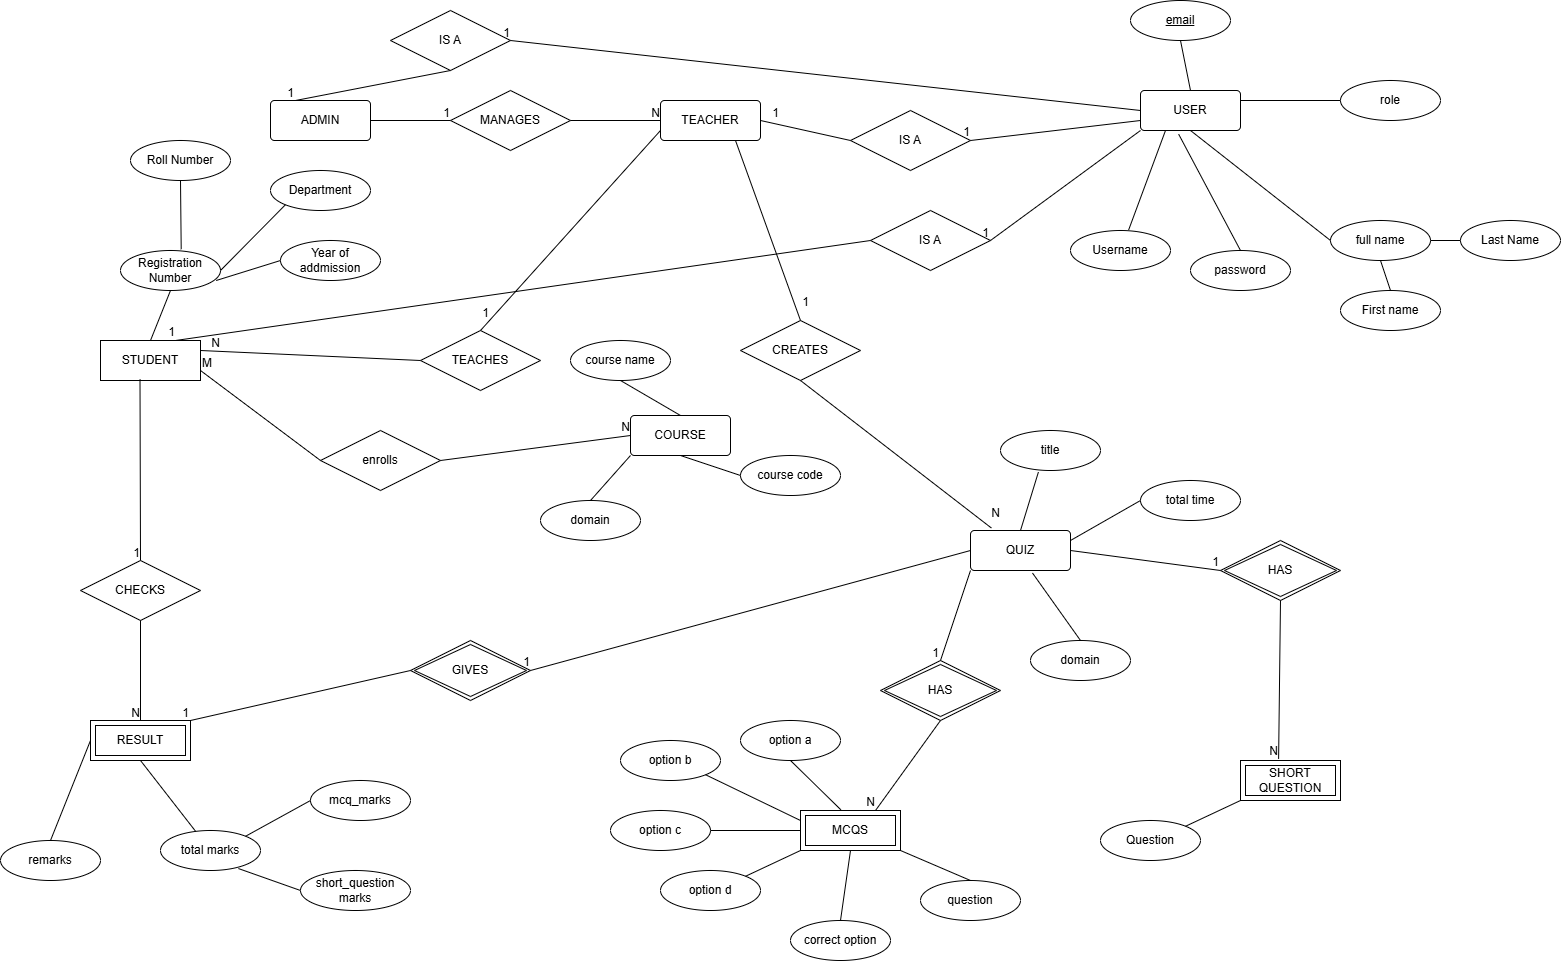 email
IS A
1
1
USER
role
1
ADMIN
1
MANAGES
N
TEACHER
1
IS A
1
Roll Number
Department
Registration
Number
Year of
addmission
IS A
1
Username
password
full name
Last Name
First name
1
1
1
STUDENT
N
M
TEACHES
CREATES
course name
N
COURSE
enrolls
course code
domain
title
total time
N
QUIZ
1
HAS
1
CHECKS
GIVES
1
1
HAS
domain
N
1
RESULT
N
SHORT
QUESTION
option a
option b
mcq_marks
N
option c
MCQS
Question
remarks
total marks
short_question
marks
option d
question
correct option